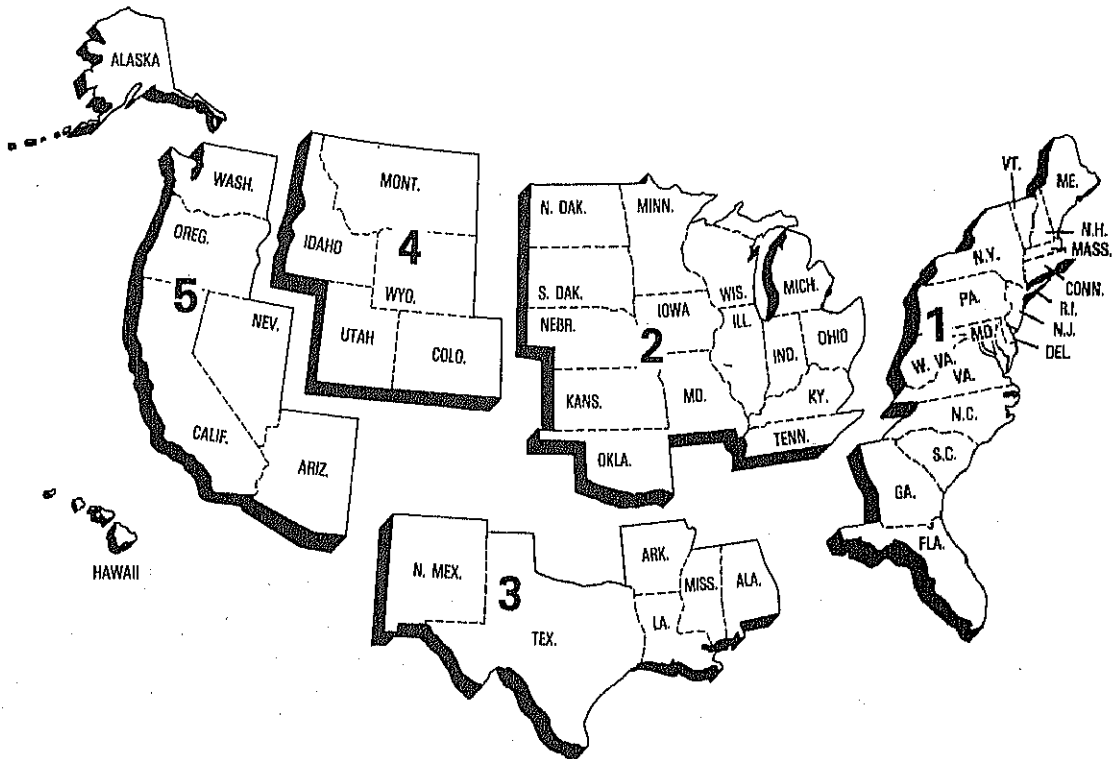 ALASKA
WASH.
OREG.
5
NEV.
CALIF.
ARIZ.
HAWAII
MONT.
IDAHO
4
WYO.
UTAH
COLO.
N. DAK.
MINN.
S. DAK.
WIS.
MICH.
NEBR.
IOWA
ILL.
2
IND.
OHIO
KANS.
MO.
KY.
TENN.
OKLA.
N. MEX.
3
TEX.
ARK.
LA.
MISS.
ALA.
VT.
ME.
N.H.
MASS.
N.Y.
CONN.
R.I.
N.J.
DEL.
PA.
1
MD.
W. VA.
VA.
N.C.
S.C.
GA.
FLA.